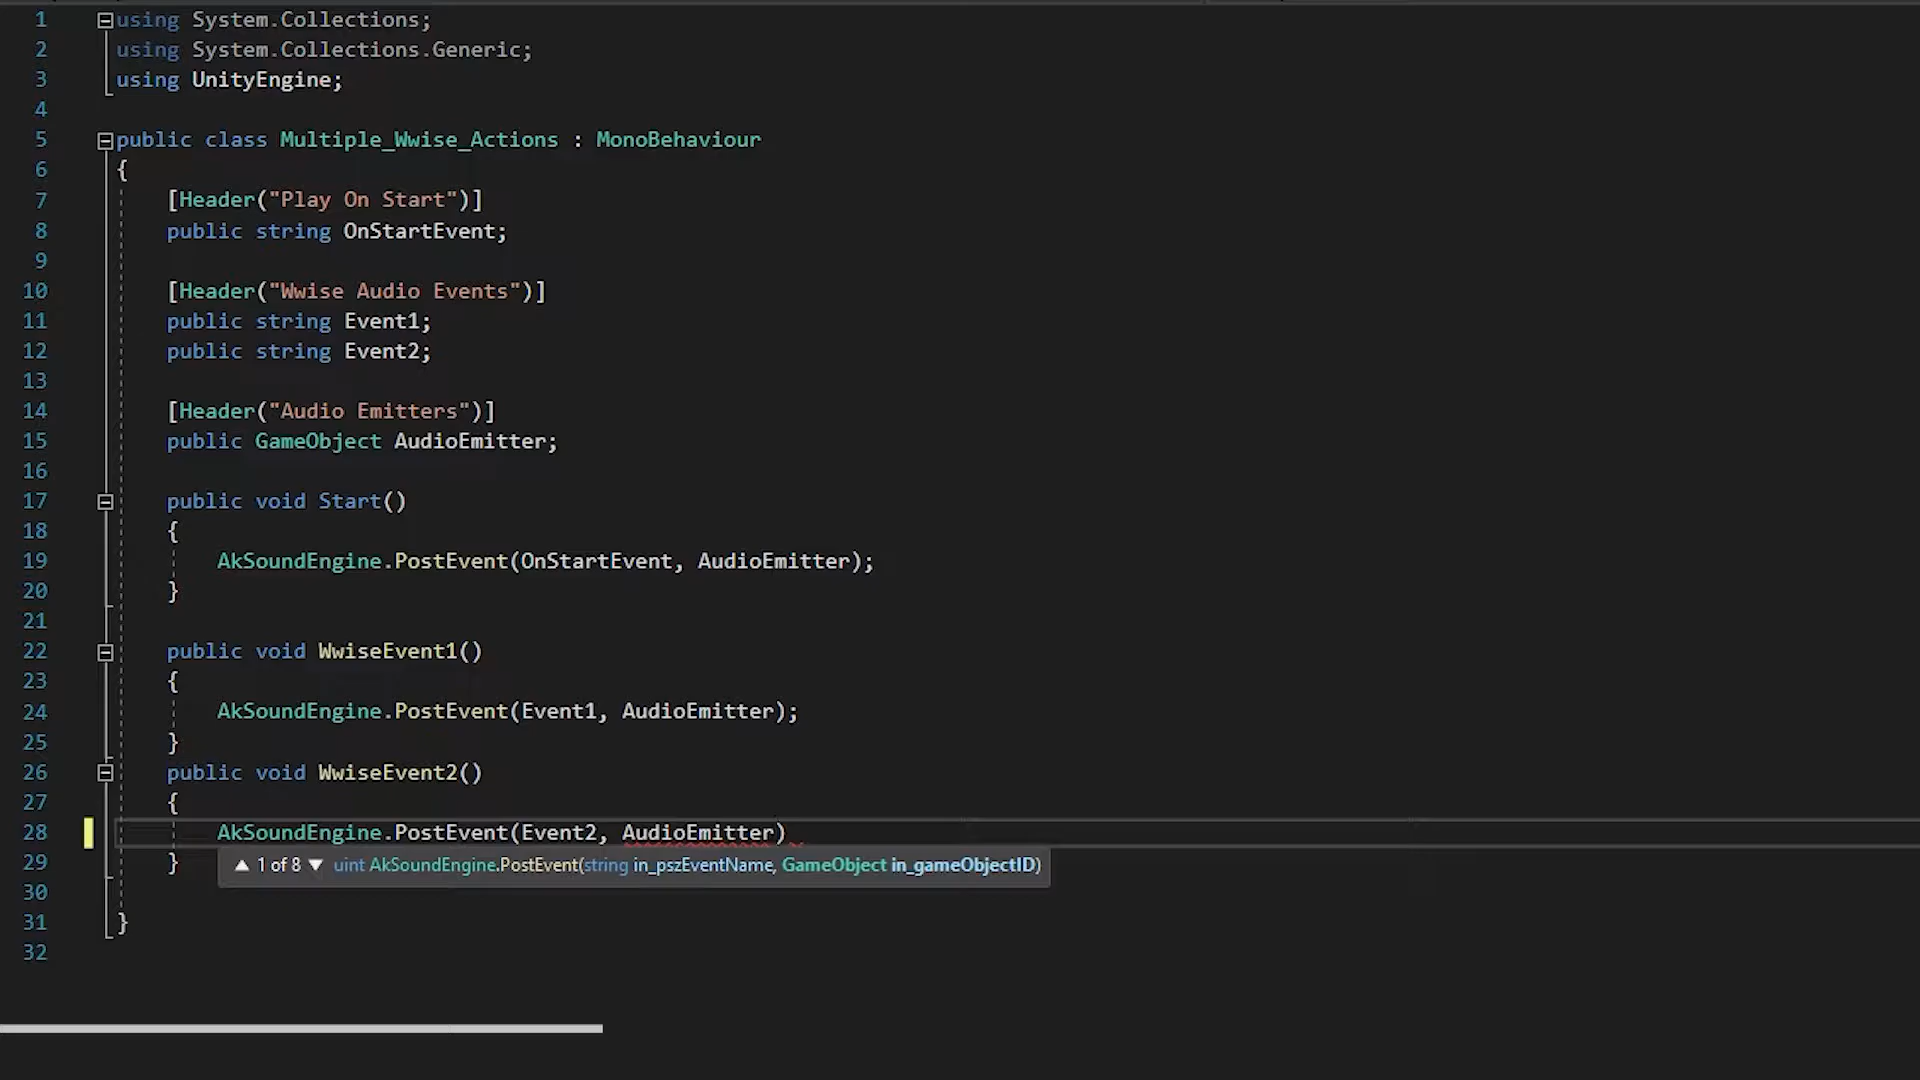 1 using System.Collections;
2 using System.Collections.Generic;
3 using UnityEngine;
4
5 public class Multiple_Wwise_Actions : MonoBehaviour
6 {
7 [Header("Play On Start")]
8 public string OnStartEvent;
9
10 [Header("Wwise Audio Events")]
11 public string Event1;
12 public string Event2;
13
14 [Header("Audio Emitters")]
15 public GameObject AudioEmitter;
16
17 public void Start()
18 {
19 AkSoundEngine.PostEvent(OnStartEvent, AudioEmitter);
20 }
21
22 public void WwiseEvent1()
23 {
24 AkSoundEngine.PostEvent(Event1, AudioEmitter);
25 }
26 public void WwiseEvent2()
27 {
28 AkSoundEngine.PostEvent(Event2, AudioEmitter)
29 }
▲ 1 of 8 ▼ uint AkSoundEngine.PostEvent(string in_pszEventName, GameObject in_gameObjectID)
30
31 }
32